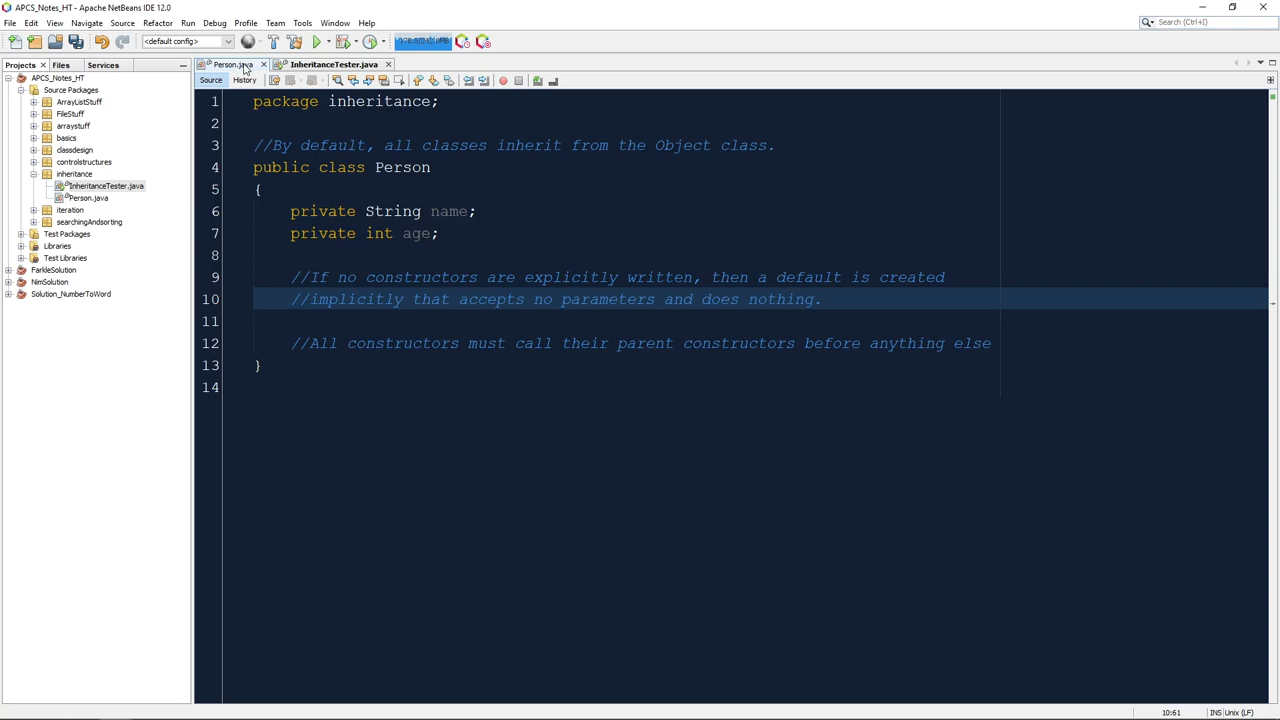 APCS_Notes_HT - Apache NetBeans IDE 12.0
File Edit View Navigate Source Refactor Run Debug Profile Team Tools Window Help
Search (Ctrl+I)
<default config>
Projects Files Services
Person.java InheritanceTester.java
Source History
APCS_Notes_HT
Source Packages
ArrayListStuff
FileStuff
arraystuff
basics
classdesign
controlstructures
inheritance
InheritanceTester.java
Person.java
iteration
searchingAndsorting
Test Packages
Libraries
Test Libraries
FarkleSolution
NimSolution
Solution_NumberToWord
1 package inheritance;
2
3 //By default, all classes inherit from the Object class.
4 public class Person
5 {
6 private String name;
7 private int age;
8
9 //If no constructors are explicitly written, then a default is created
10 //implicitly that accepts no parameters and does nothing.
11
12 //All constructors must call their parent constructors before anything else
13 }
14
10:61 INS Unix (LF)